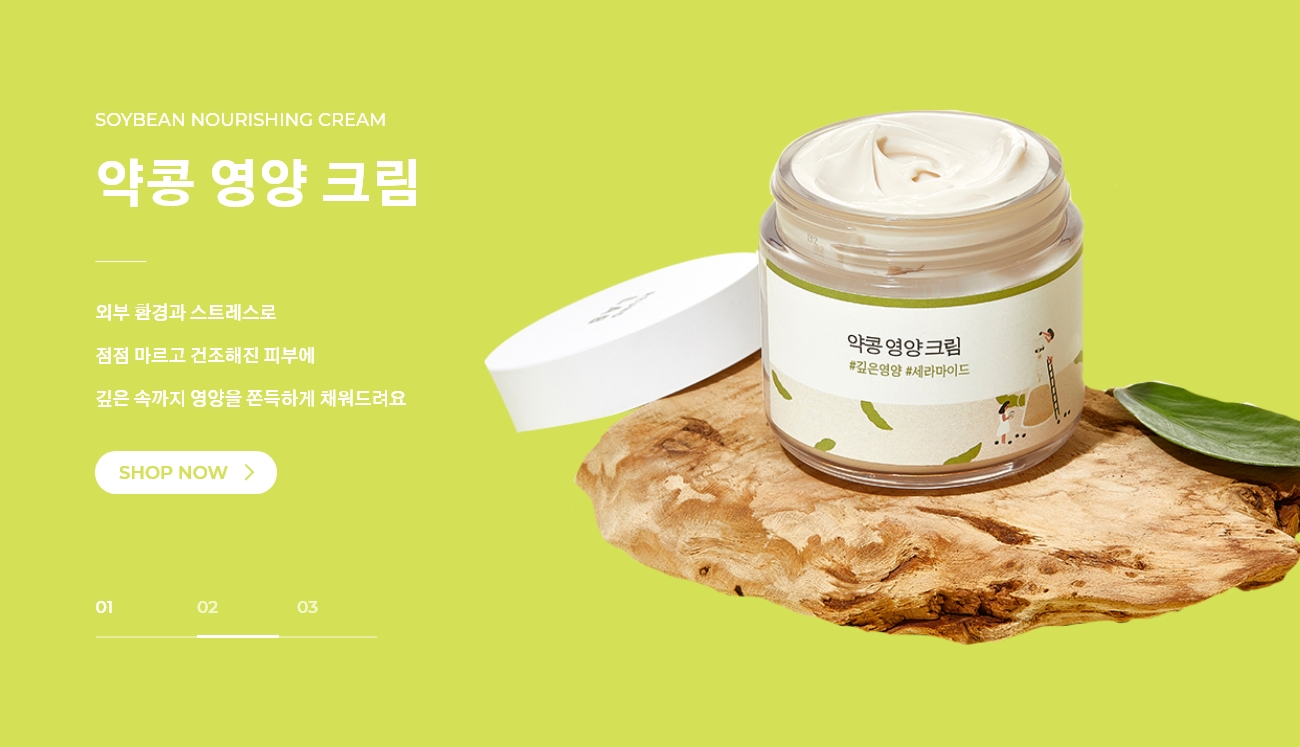 SOYBEAN NOURISHING CREAM
약콩 영양 크림
외부 환경과 스트레스로
점점 마르고 건조해진 피부에
깊은 속까지 영양을 쫀득하게 채워드려요
SHOP NOW
01 02 03
약콩 영양 크림
#깊은영양 #세라마이드